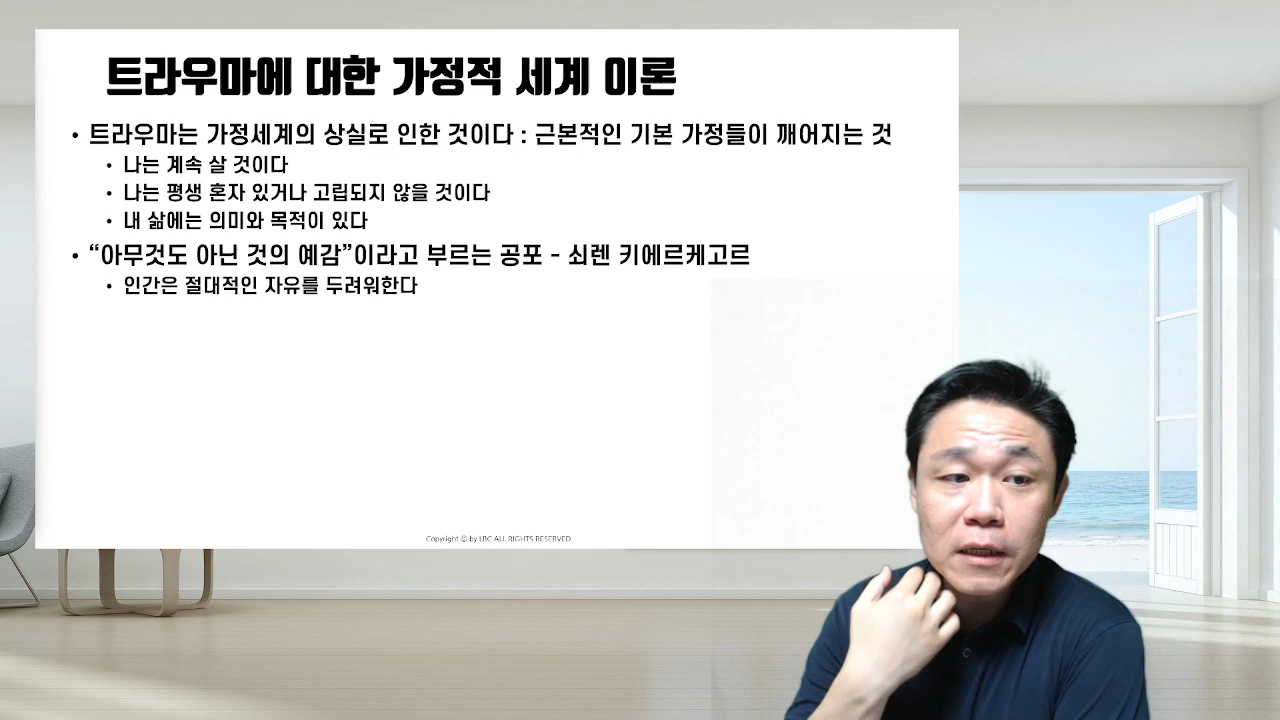 트라우마에 대한 가정적 세계 이론
• 트라우마는 가정세계의 상실로 인한 것이다 : 근본적인 기본 가정들이 깨어지는 것
• 나는 계속 살 것이다
• 나는 평생 혼자 있거나 고립되지 않을 것이다
• 내 삶에는 의미와 목적이 있다
• “아무것도 아닌 것의 예감”이라고 부르는 공포 - 쇠렌 키에르케고르
• 인간은 절대적인 자유를 두려워한다
Copyright @ by LBC ALL RIGHTS RESERVED